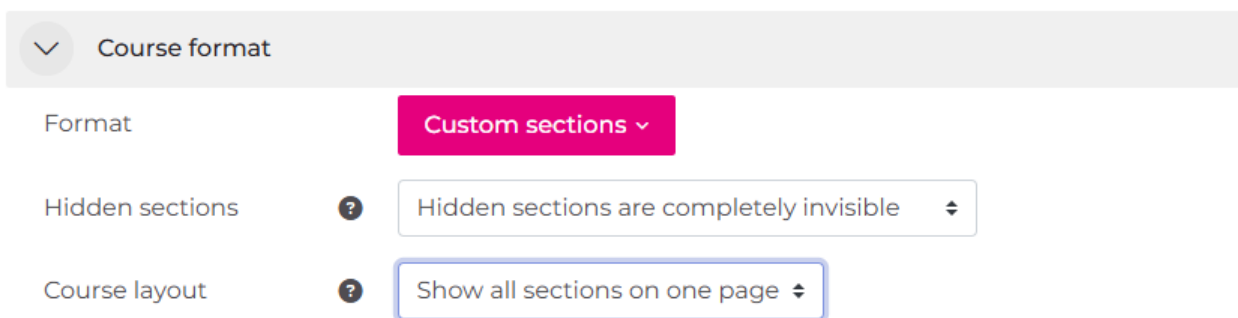 Course format
Format
Custom sections
Hidden sections
?
Hidden sections are completely invisible
Course layout
?
Show all sections on one page